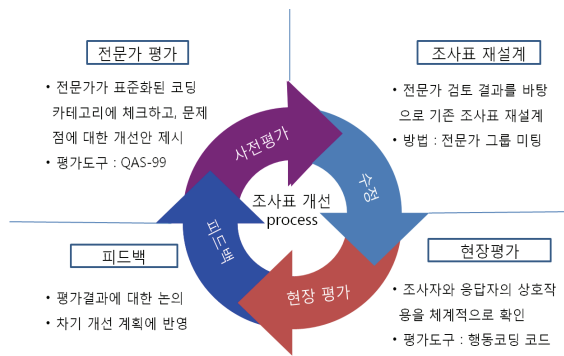 전문가 평가
• 전문가가 표준화된 코딩
카테고리에 체크하고, 문제
점에 대한 개선안 제시
• 평가도구 : QAS-99
조사표 재설계
• 전문가 검토 결과를 바탕
으로 기존 조사표 재설계
• 방법 : 전문가 그룹 미팅
사전평가
수정
조사표 개선
process
피드백
현장 평가
피드백
• 평가결과에 대한 논의
• 차기 개선 계획에 반영
현장평가
• 조사자와 응답자의 상호작
용을 체계적으로 확인
• 평가도구 : 행동코딩 코드